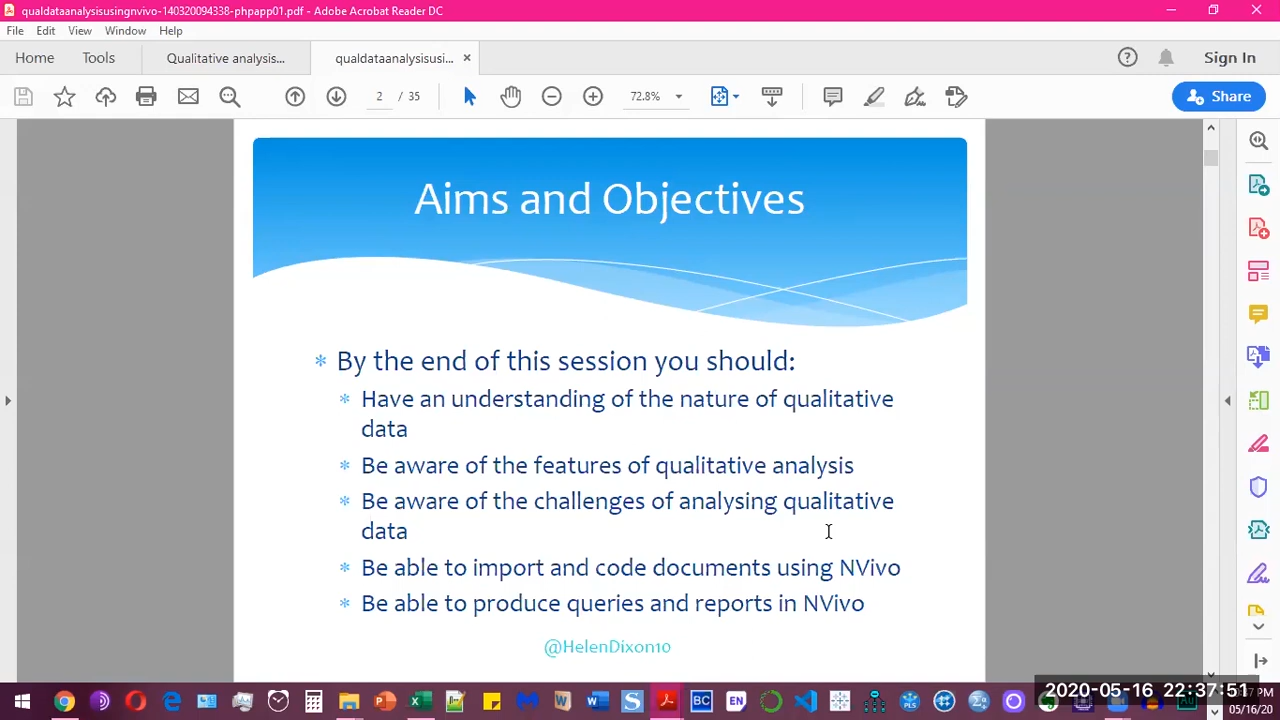 qualdataanalysisusingnvivo-140320094338-phpapp01.pdf - Adobe Acrobat Reader DC
File Edit View Window Help
Home Tools Qualitative analysis... qualdataanalysisusi... × Sign In
2 / 35 72.8% Share
Aims and Objectives
* By the end of this session you should:
* Have an understanding of the nature of qualitative
data
* Be aware of the features of qualitative analysis
* Be aware of the challenges of analysing qualitative
data
* Be able to import and code documents using NVivo
* Be able to produce queries and reports in NVivo
@HelenDixon10
2020-05-16 22:37:51
05/16/20